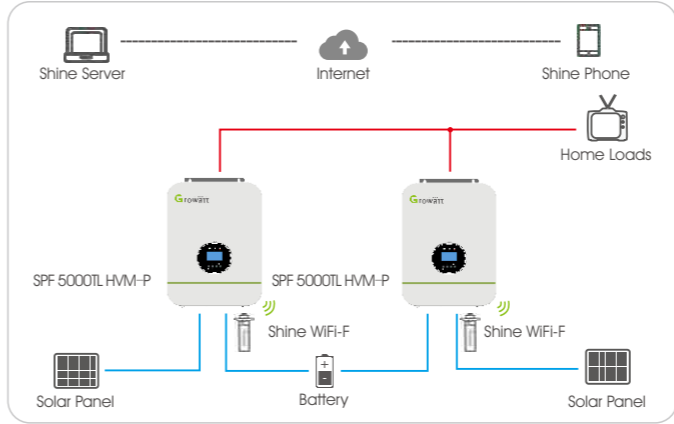 Shine Server
Internet
Shine Phone
Home Loads
Growatt
Growatt
SPF 5000TL HVM-P
SPF 5000TL HVM-P
Shine WiFi-F
Shine WiFi-F
Solar Panel
Battery
Solar Panel